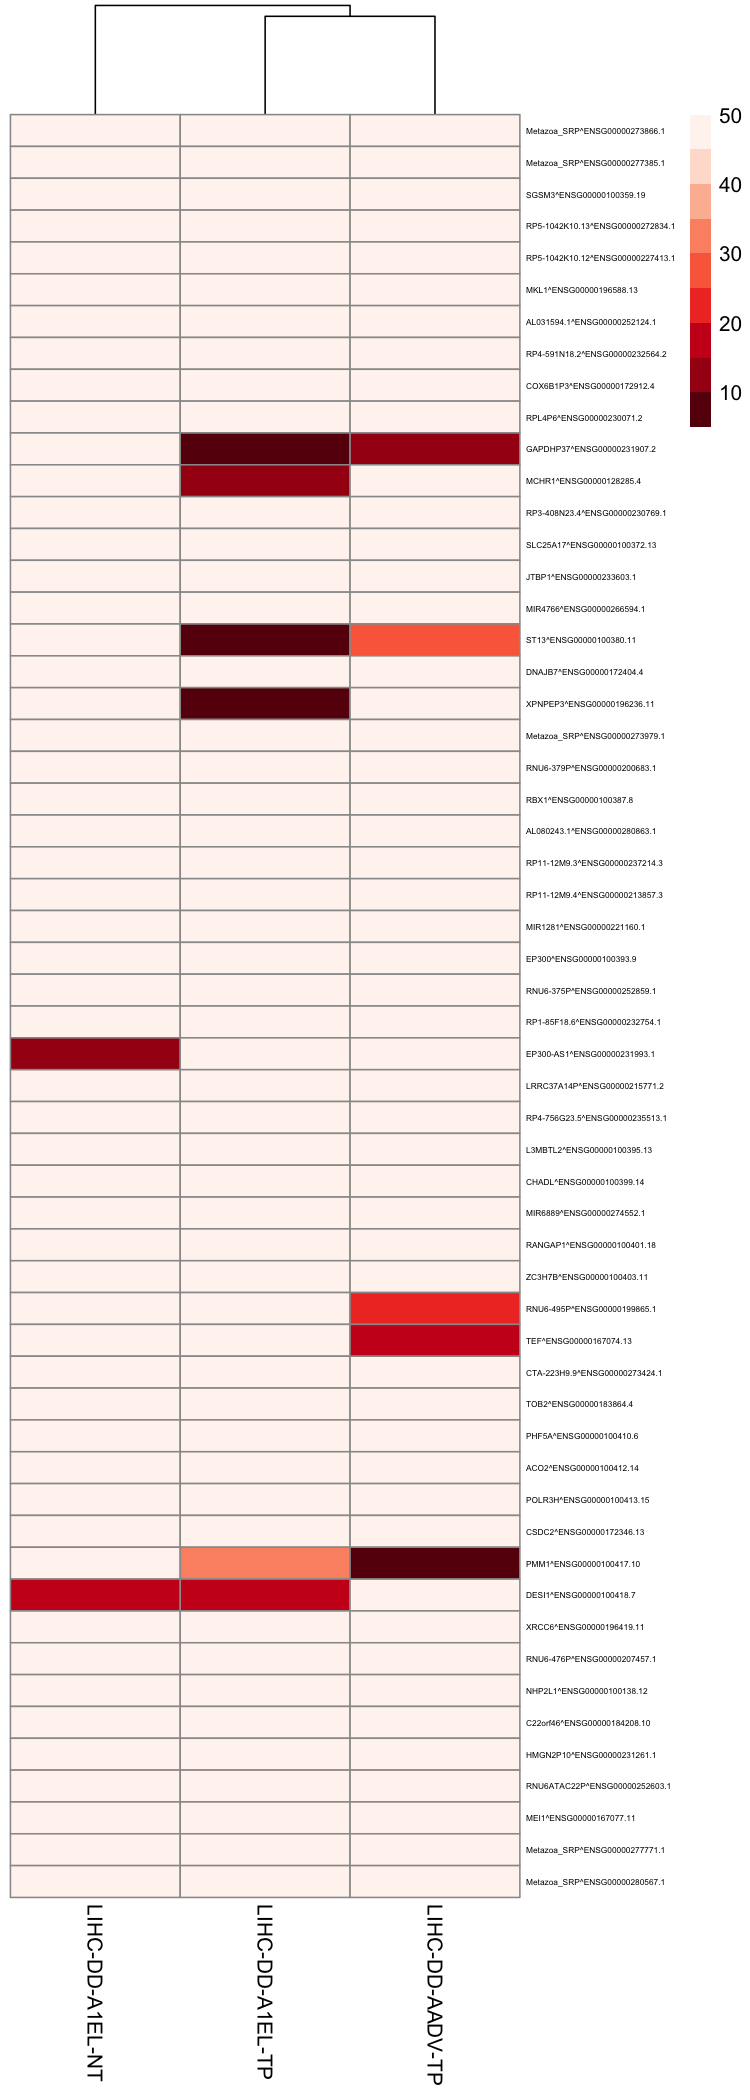 50
40
30
20
10
Metazoa_SRP^ENSG00000273866.1
Metazoa_SRP^ENSG00000277385.1
SGSM3^ENSG00000100359.19
RP5-1042K10.13^ENSG00000272834.1
RP5-1042K10.12^ENSG00000227413.1
MKL1^ENSG00000196588.13
AL031594.1^ENSG00000252124.1
RP4-591N18.2^ENSG00000232564.2
COX6B1P3^ENSG00000172912.4
RPL4P6^ENSG00000230071.2
GAPDHP37^ENSG00000231907.2
MCHR1^ENSG00000128285.4
RP3-408N23.4^ENSG00000230769.1
SLC25A17^ENSG00000100372.13
JTBP1^ENSG00000233603.1
MIR4766^ENSG00000266594.1
ST13^ENSG00000100380.11
DNAJB7^ENSG00000172404.4
XPNPEP3^ENSG00000196236.11
Metazoa_SRP^ENSG00000273979.1
RNU6-379P^ENSG00000200683.1
RBX1^ENSG00000100387.8
AL080243.1^ENSG00000280863.1
RP11-12M9.3^ENSG00000237214.3
RP11-12M9.4^ENSG00000213857.3
MIR1281^ENSG00000221160.1
EP300^ENSG00000100393.9
RNU6-375P^ENSG00000252859.1
RP1-85F18.6^ENSG00000232754.1
EP300-AS1^ENSG00000231993.1
LRRC37A14P^ENSG00000215771.2
RP4-756G23.5^ENSG00000235513.1
L3MBTL2^ENSG00000100395.13
CHADL^ENSG00000100399.14
MIR6889^ENSG00000274552.1
RANGAP1^ENSG00000100401.18
ZC3H7B^ENSG00000100403.11
RNU6-495P^ENSG00000199865.1
TEF^ENSG00000167074.13
CTA-223H9.9^ENSG00000273424.1
TOB2^ENSG00000183864.4
PHF5A^ENSG00000100410.6
ACO2^ENSG00000100412.14
POLR3H^ENSG00000100413.15
CSDC2^ENSG00000172346.13
PMM1^ENSG00000100417.10
DESI1^ENSG00000100418.7
XRCC6^ENSG00000196419.11
RNU6-476P^ENSG00000207457.1
NHP2L1^ENSG00000100138.12
C22orf46^ENSG00000184208.10
HMGN2P10^ENSG00000231261.1
RNU6ATAC22P^ENSG00000252603.1
MEI1^ENSG00000167077.11
Metazoa_SRP^ENSG00000277771.1
Metazoa_SRP^ENSG00000280567.1
LIHC-DD-A1EL-NT
LIHC-DD-A1EL-TP
LIHC-DD-AADV-TP